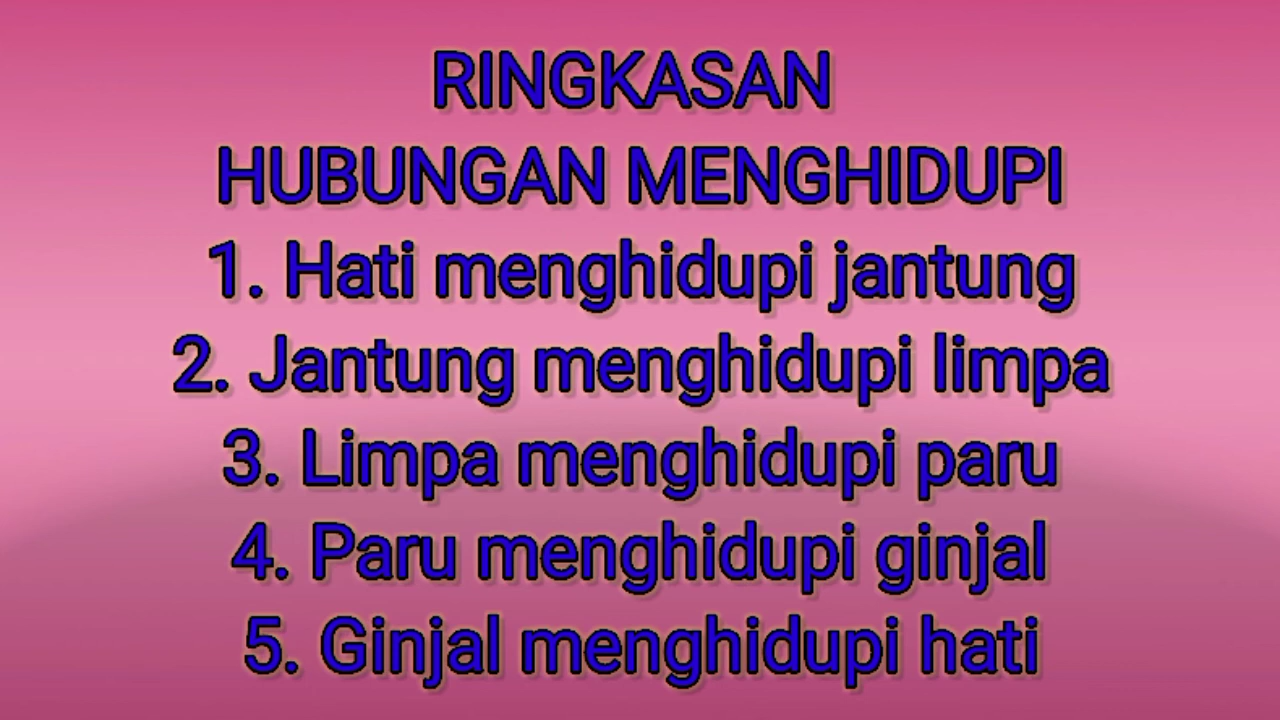 RINGKASAN
HUBUNGAN MENGHIDUPI
1. Hati menghidupi jantung
2. Jantung menghidupi limpa
3. Limpa menghidupi paru
4. Paru menghidupi ginjal
5. Ginjal menghidupi hati